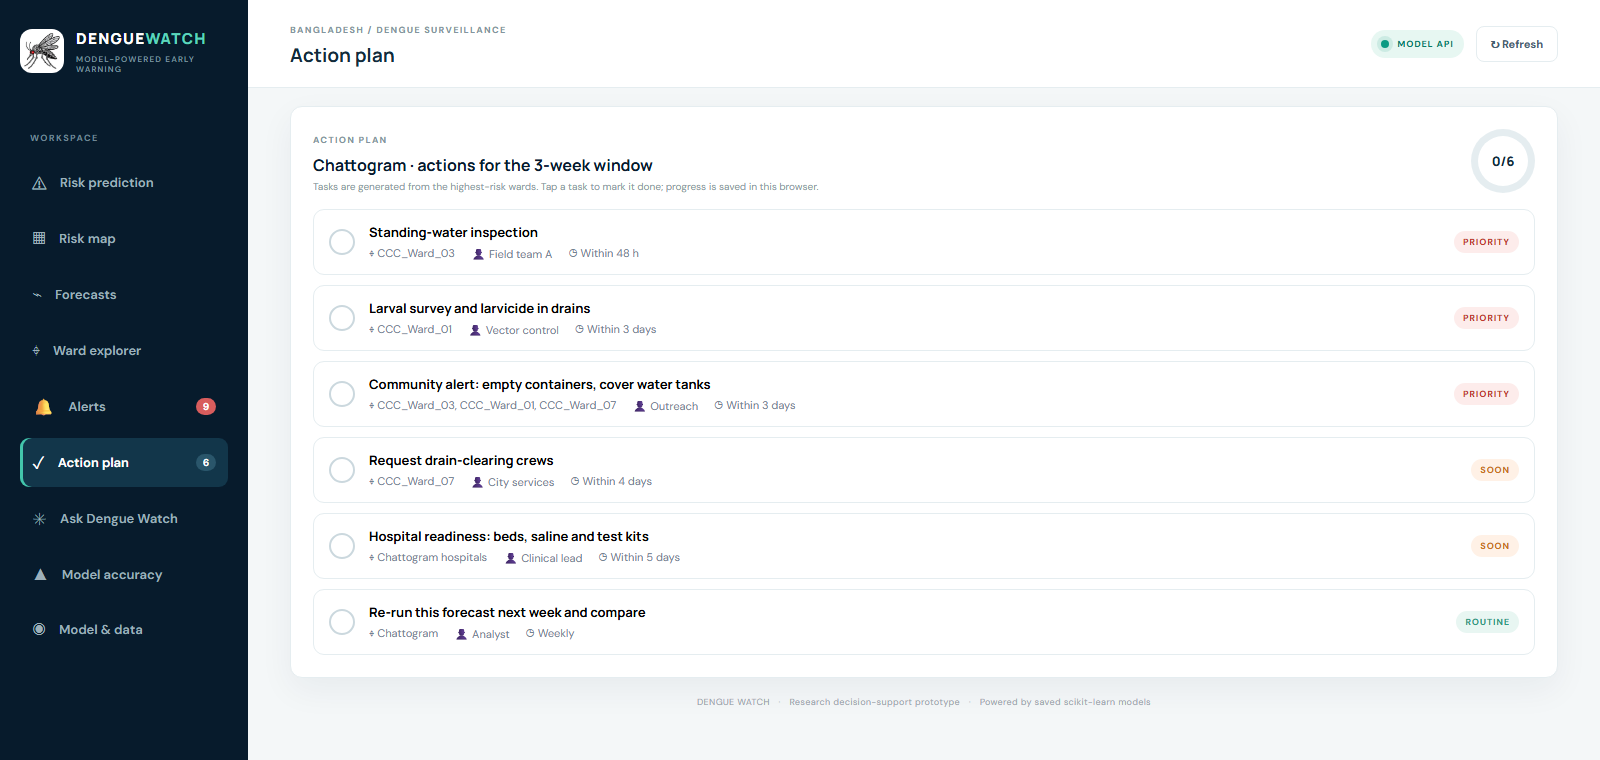 DENGUEWATCH
MODEL-POWERED EARLY
WARNING
WORKSPACE
Risk prediction
Risk map
Forecasts
Ward explorer
Alerts 9
Action plan 6
Ask Dengue Watch
Model accuracy
Model & data
BANGLADESH / DENGUE SURVEILLANCE
Action plan
MODEL API
↻ Refresh
ACTION PLAN
Chattogram · actions for the 3-week window
Tasks are generated from the highest-risk wards. Tap a task to mark it done; progress is saved in this browser.
0/6
Standing-water inspection
CCC_Ward_03 Field team A Within 48 h
PRIORITY
Larval survey and larvicide in drains
CCC_Ward_01 Vector control Within 3 days
PRIORITY
Community alert: empty containers, cover water tanks
CCC_Ward_03, CCC_Ward_01, CCC_Ward_07 Outreach Within 3 days
PRIORITY
Request drain-clearing crews
CCC_Ward_07 City services Within 4 days
SOON
Hospital readiness: beds, saline and test kits
Chattogram hospitals Clinical lead Within 5 days
SOON
Re-run this forecast next week and compare
Chattogram Analyst Weekly
ROUTINE
DENGUE WATCH · Research decision-support prototype · Powered by saved scikit-learn models